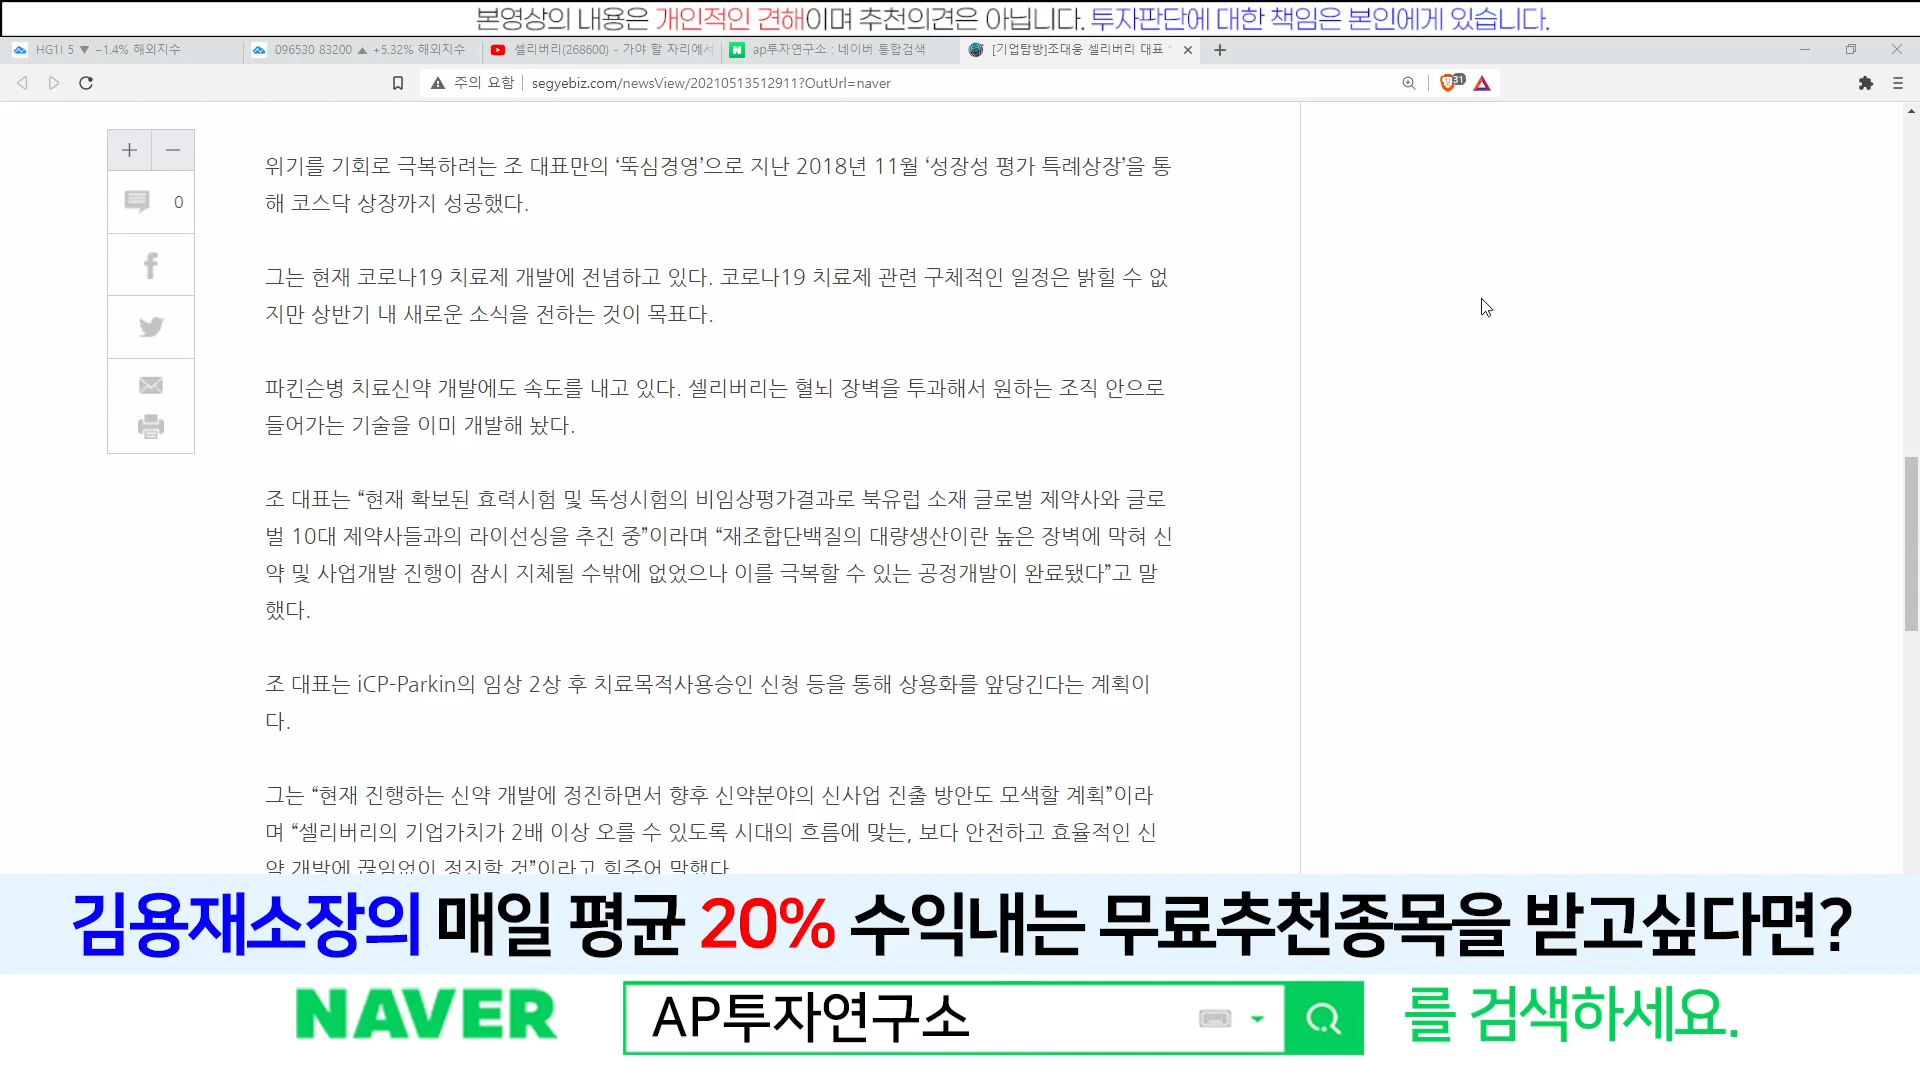 본영상의 내용은 개인적인 견해이며 추천의견은 아닙니다. 투자판단에 대한 책임은 본인에게 있습니다.
HG1! 5 ▼ −1.4% 해외지수
096530 83200 ▲ +5.32% 해외지수
셀리버리(268600) - 가야 할 자리에서
ap투자연구소 : 네이버 통합검색
[기업탐방]조대웅 셀리버리 대표 "
주의 요함
segyebiz.com/newsView/20210513512911?OutUrl=naver
31
0
위기를 기회로 극복하려는 조 대표만의 ‘뚝심경영’으로 지난 2018년 11월 ‘성장성 평가 특례상장’을 통
해 코스닥 상장까지 성공했다.
그는 현재 코로나19 치료제 개발에 전념하고 있다. 코로나19 치료제 관련 구체적인 일정은 밝힐 수 없
지만 상반기 내 새로운 소식을 전하는 것이 목표다.
파킨슨병 치료신약 개발에도 속도를 내고 있다. 셀리버리는 혈뇌 장벽을 투과해서 원하는 조직 안으로
들어가는 기술을 이미 개발해 놨다.
조 대표는 “현재 확보된 효력시험 및 독성시험의 비임상평가결과로 북유럽 소재 글로벌 제약사와 글로
벌 10대 제약사들과의 라이선싱을 추진 중”이라며 “재조합단백질의 대량생산이란 높은 장벽에 막혀 신
약 및 사업개발 진행이 잠시 지체될 수밖에 없었으나 이를 극복할 수 있는 공정개발이 완료됐다”고 말
했다.
조 대표는 iCP-Parkin의 임상 2상 후 치료목적사용승인 신청 등을 통해 상용화를 앞당긴다는 계획이
다.
그는 “현재 진행하는 신약 개발에 정진하면서 향후 신약분야의 신사업 진출 방안도 모색할 계획”이라
며 “셀리버리의 기업가치가 2배 이상 오를 수 있도록 시대의 흐름에 맞는, 보다 안전하고 효율적인 신
약 개발에 끊임없이 정진할 것”이라고 힘주어 말했다
김용재소장의 매일 평균 20% 수익내는 무료추천종목을 받고싶다면?
NAVER AP투자연구소 를 검색하세요.